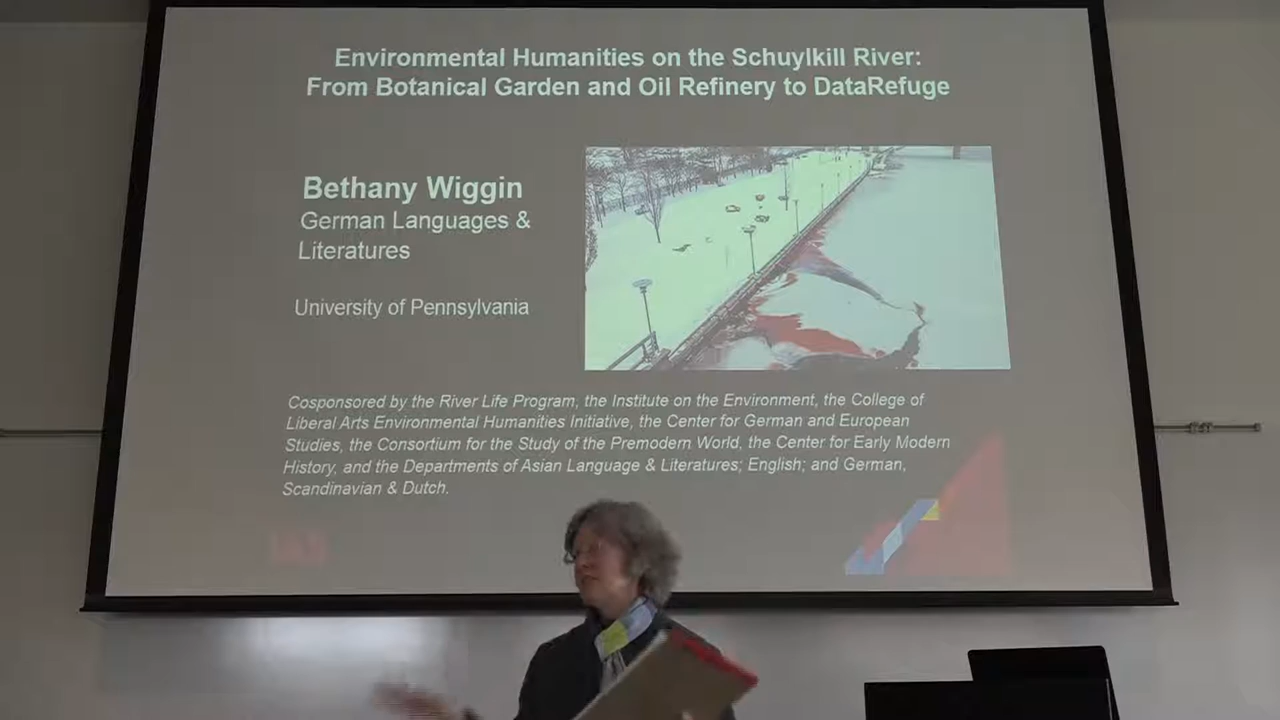 Environmental Humanities on the Schuylkill River:
From Botanical Garden and Oil Refinery to DataRefuge
Bethany Wiggin
German Languages &
Literatures
University of Pennsylvania
Cosponsored by the River Life Program, the Institute on the Environment, the College of
Liberal Arts Environmental Humanities Initiative, the Center for German and European
Studies, the Consortium for the Study of the Premodern World, the Center for Early Modern
History, and the Departments of Asian Language & Literatures; English; and German,
Scandinavian & Dutch.